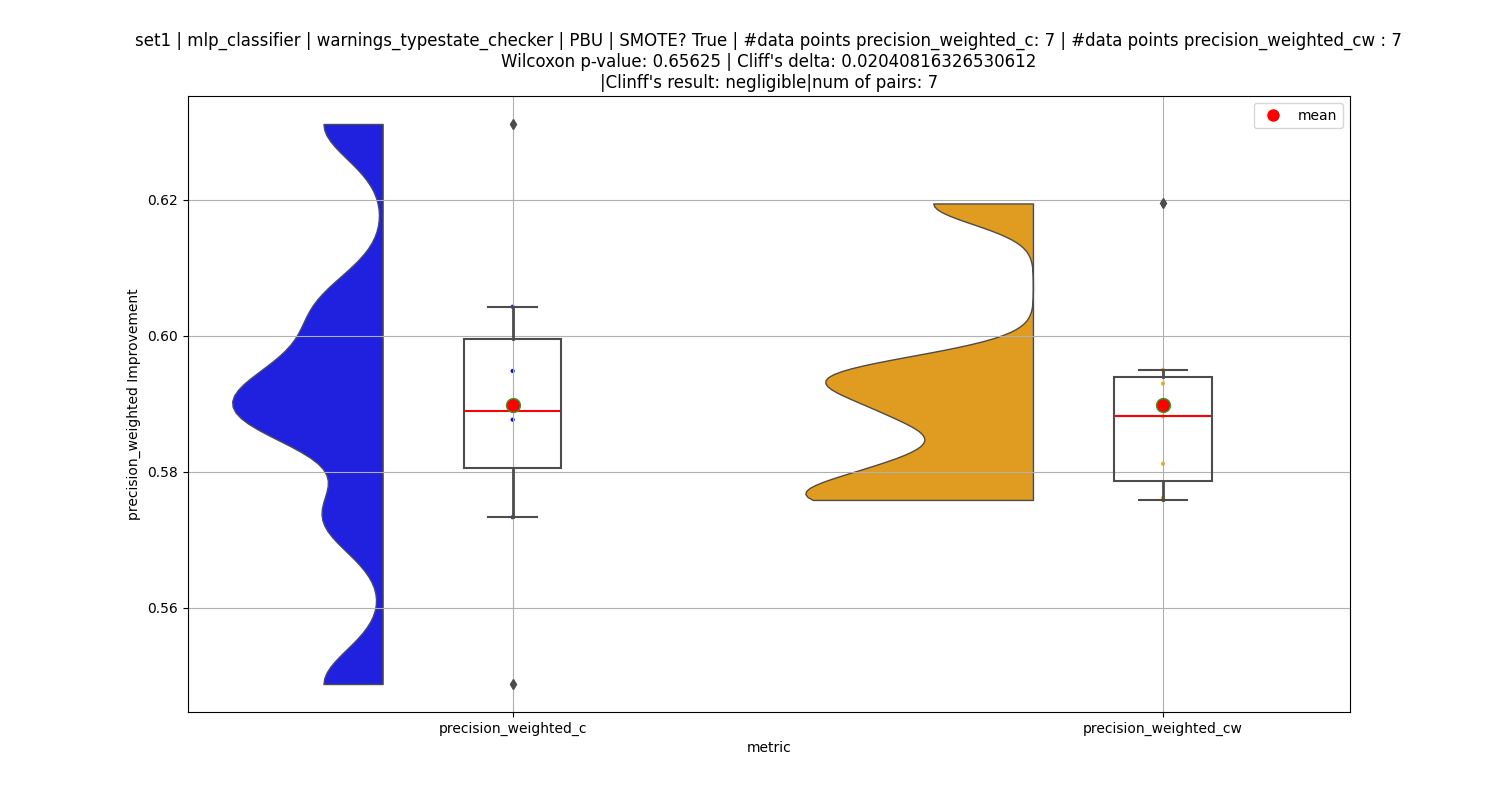 set1 | mlp_classifier | warnings_typestate_checker | PBU | SMOTE? True | #data points precision_weighted_c: 7 | #data points precision_weighted_cw : 7
Wilcoxon p-value: 0.65625 | Cliff's delta: 0.02040816326530612
|Clinff's result: negligible|num of pairs: 7
mean
0.62
0.60
0.58
0.56
precision_weighted Improvement
precision_weighted_c
precision_weighted_cw
metric